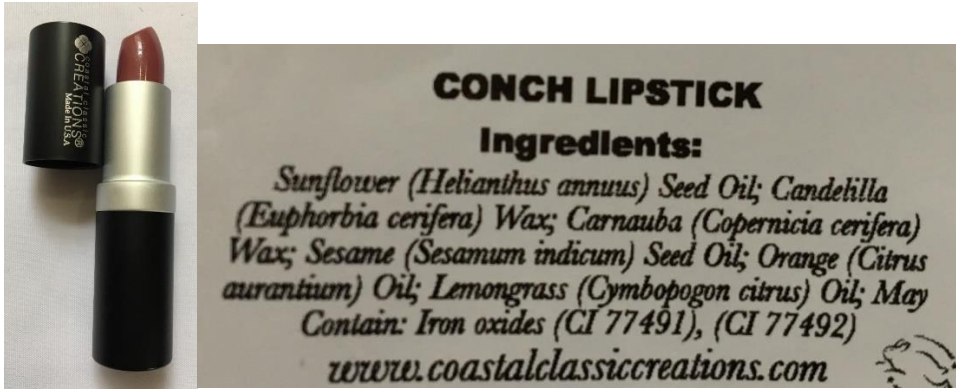 Coastal classic
CREATIONS®
Made in U.S.A
CONCH LIPSTICK
Ingredients:
Sunflower (Helianthus annuus) Seed Oil; Candelilla
(Euphorbia cerifera) Wax; Carnauba (Copernicia cerifera)
Wax; Sesame (Sesamum indicum) Seed Oil; Orange (Citrus
aurantium) Oil; Lemongrass (Cymbopogon citrus) Oil; May
Contain: Iron oxides (CI 77491), (CI 77492)
www.coastalclassiccreations.com